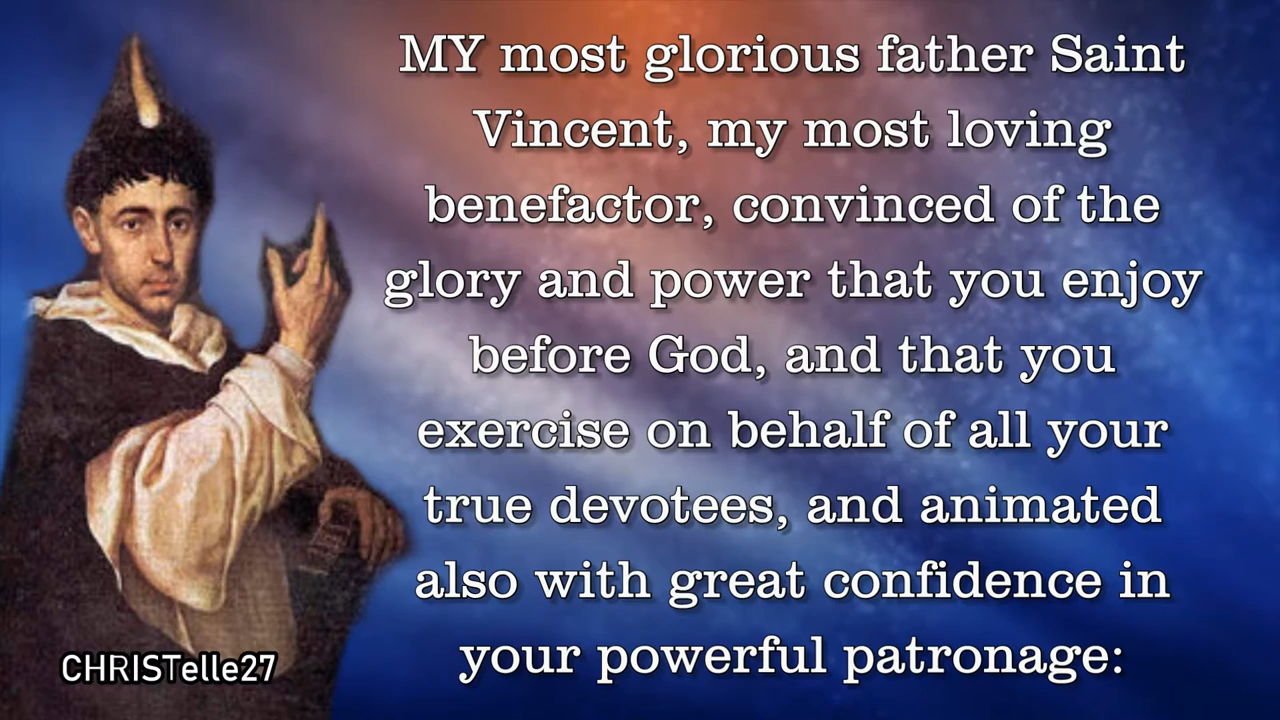 MY most glorious father Saint
Vincent, my most loving
benefactor, convinced of the
glory and power that you enjoy
before God, and that you
exercise on behalf of all your
true devotees, and animated
also with great confidence in
your powerful patronage:
CHRISTelle27